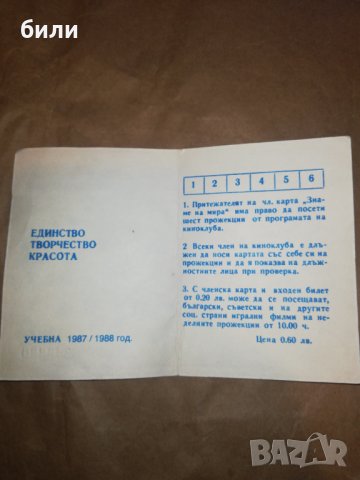 били
ЕДИНСТВО
ТВОРЧЕСТВО
КРАСОТА
УЧЕБНА 1987 / 1988 год.
1 2 3 4 5 6
1. Притежателят на чл. карта „Зна-
ме на мира" има право да посети
шест прожекции от програмата на
киноклуба.
2 Всеки член на киноклуба е длъ-
жен да носи картата със себе си на
прожекции и да я показва на длъж-
ностните лица при проверка.
3. С членска карта и входен билет
от 0.20 лв. може да се посещават,
български, съветски и на другите
соц. страни игрални филми на не-
делните прожекции от 10.00 ч.
Цена 0.60 лв.
BAZAR